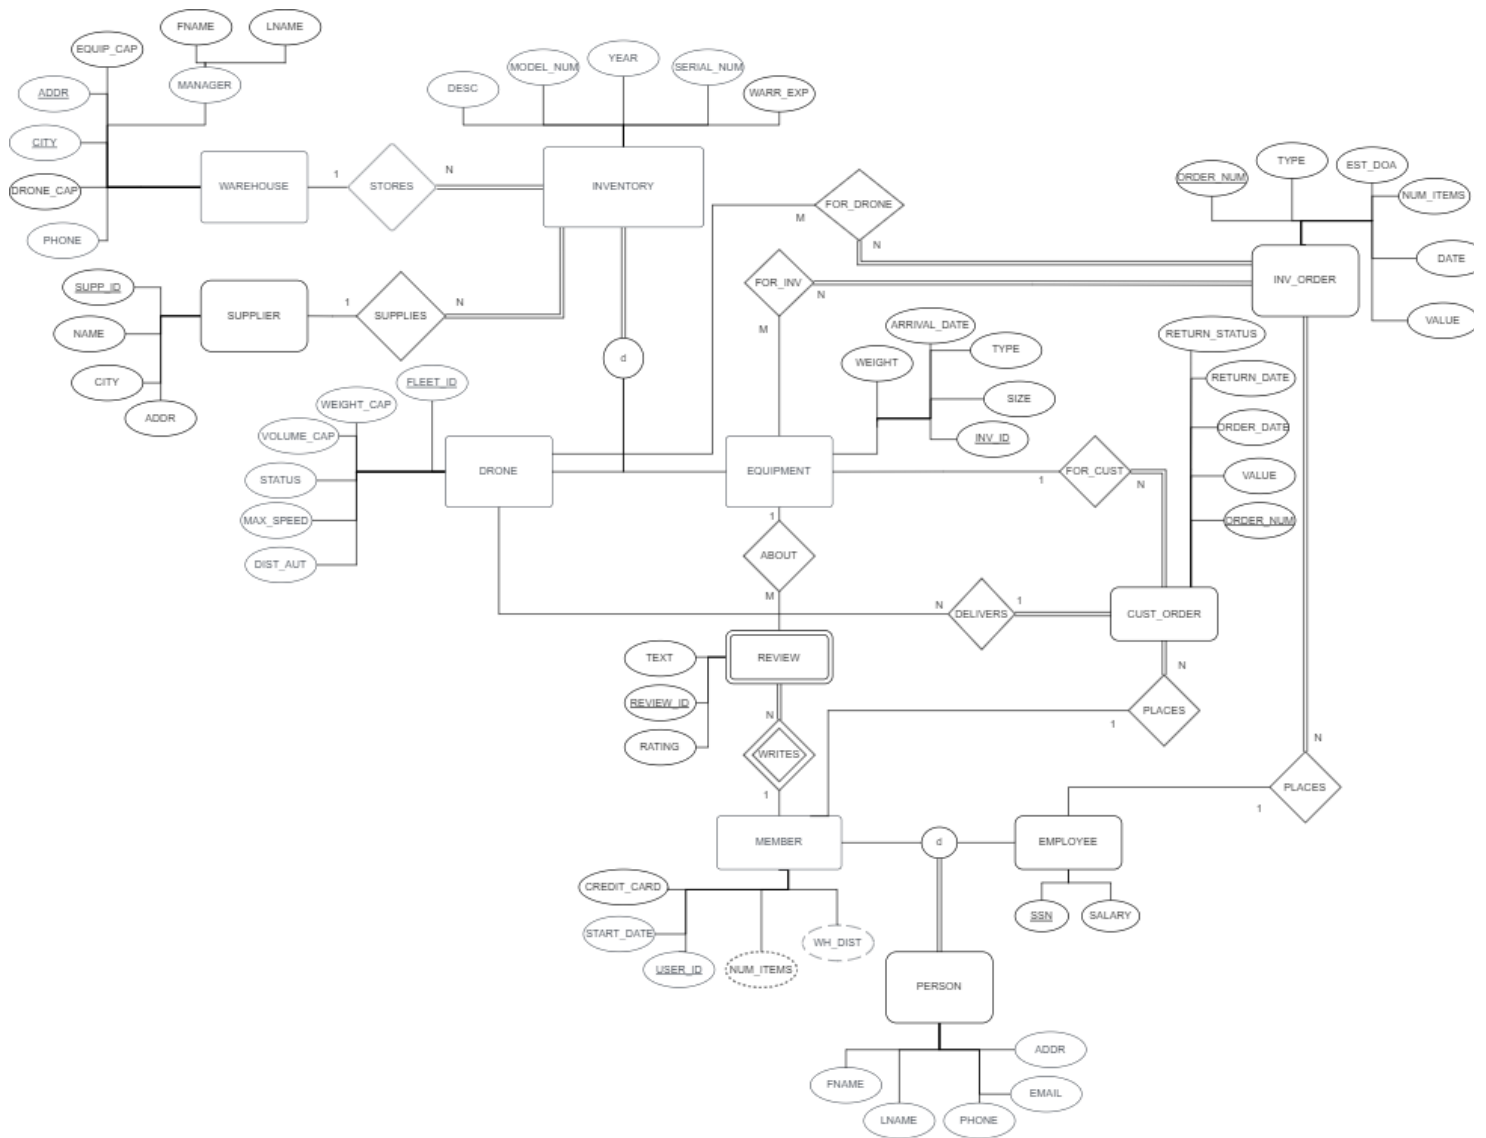 FNAME
LNAME
EQUIP_CAP
MANAGER
ADDR
CITY
DRONE_CAP
PHONE
WAREHOUSE
1
STORES
N
DESC
MODEL_NUM
YEAR
SERIAL_NUM
WARR_EXP
INVENTORY
SUPP_ID
NAME
CITY
ADDR
SUPPLIER
1
SUPPLIES
N
d
FOR_DRONE
M
N
FOR_INV
N
M
ORDER_NUM
TYPE
EST_DOA
NUM_ITEMS
DATE
VALUE
INV_ORDER
FLEET_ID
WEIGHT_CAP
VOLUME_CAP
STATUS
MAX_SPEED
DIST_AUT
DRONE
EQUIPMENT
WEIGHT
ARRIVAL_DATE
TYPE
SIZE
INV_ID
1
FOR_CUST
N
RETURN_STATUS
RETURN_DATE
ORDER_DATE
VALUE
ORDER_NUM
1
ABOUT
M
N
DELIVERS
1
CUST_ORDER
TEXT
REVIEW_ID
RATING
REVIEW
N
WRITES
1
N
PLACES
1
N
PLACES
1
MEMBER
d
EMPLOYEE
CREDIT_CARD
START_DATE
USER_ID
NUM_ITEMS
WH_DIST
SSN
SALARY
PERSON
FNAME
LNAME
PHONE
EMAIL
ADDR